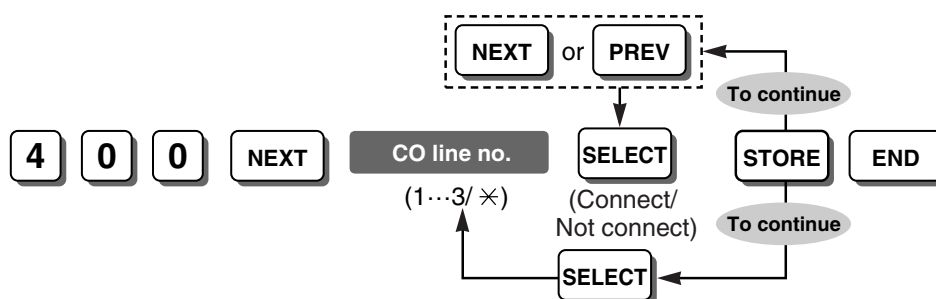 NEXT or PREV
To continue
4 0 0 NEXT CO line no. SELECT STORE END
(1···3/ ✳)
(Connect/
Not connect)
To continue
SELECT